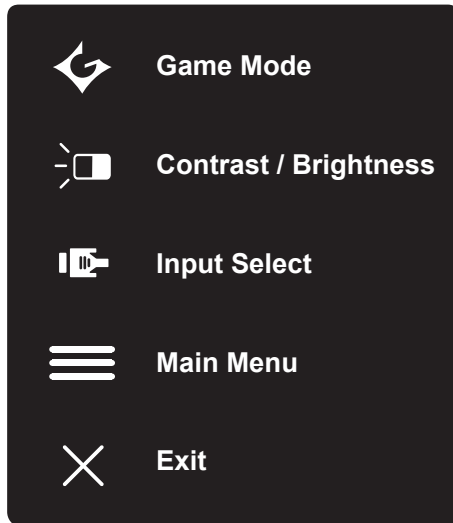 Game Mode
Contrast / Brightness
Input Select
Main Menu
Exit